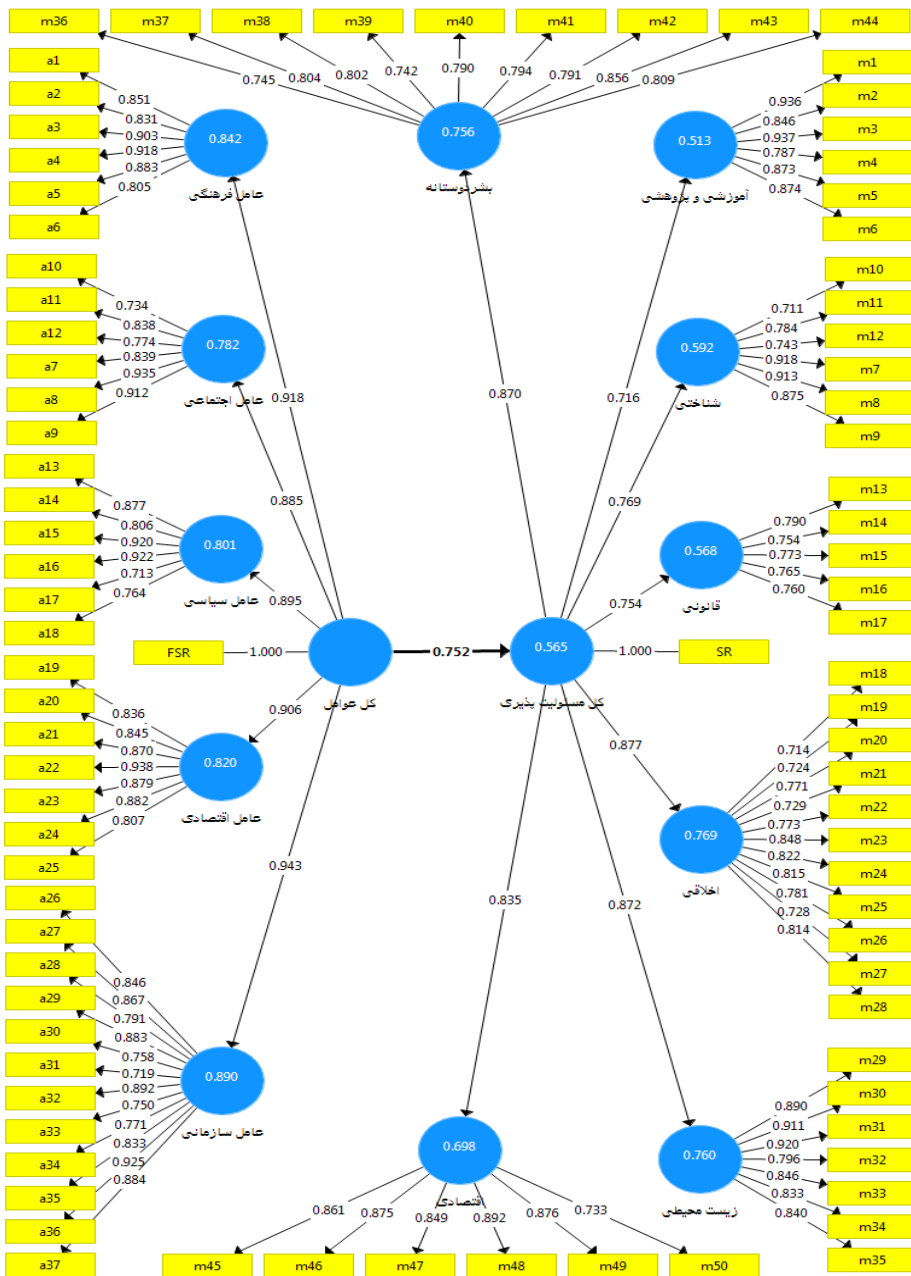 m36 m37 m38 m39 m40 m41 m42 m43 m44
0.745 0.804 0.802 0.742 0.790 0.794 0.791 0.856 0.809
0.756
بشردوستانه
a1
a2
a3
a4
a5
a6
0.851
0.831
0.903
0.918
0.883
0.805
0.842
عامل فرهنگی
m1
m2
m3
m4
m5
m6
0.936
0.846
0.937
0.787
0.873
0.874
0.513
آموزشی و پژوهشی
a10
a11
a12
a7
a8
a9
0.734
0.838
0.774
0.839
0.935
0.912
0.782
عامل اجتماعی
0.918
0.885
0.870
0.716
0.769
m10
m11
m12
m7
m8
m9
0.711
0.784
0.743
0.918
0.913
0.875
0.592
شناختی
a13
a14
a15
a16
a17
a18
0.877
0.806
0.920
0.922
0.713
0.764
0.801
عامل سیاسی
0.895
m13
m14
m15
m16
m17
0.790
0.754
0.773
0.765
0.760
0.568
قانونی
0.754
FSR 1.000
کل عوامل
0.752
0.565
کل مسئولیت پذیری
1.000 SR
a19
a20
a21
a22
a23
a24
a25
0.836
0.845
0.870
0.938
0.879
0.882
0.807
0.820
عامل اقتصادی
0.906
0.943
0.877
0.835
0.872
m18
m19
m20
m21
m22
m23
m24
m25
m26
m27
m28
0.714
0.724
0.771
0.729
0.773
0.848
0.822
0.815
0.781
0.728
0.814
0.769
اخلاقی
a26
a27
a28
a29
a30
a31
a32
a33
a34
a35
a36
a37
0.846
0.867
0.791
0.883
0.758
0.719
0.892
0.750
0.771
0.833
0.925
0.884
0.890
عامل سازمانی
0.698
اقتصادی
0.861 0.875 0.849 0.892 0.876 0.733
m45 m46 m47 m48 m49 m50
m29
m30
m31
m32
m33
m34
m35
0.890
0.911
0.920
0.796
0.846
0.833
0.840
0.760
زیست محیطی